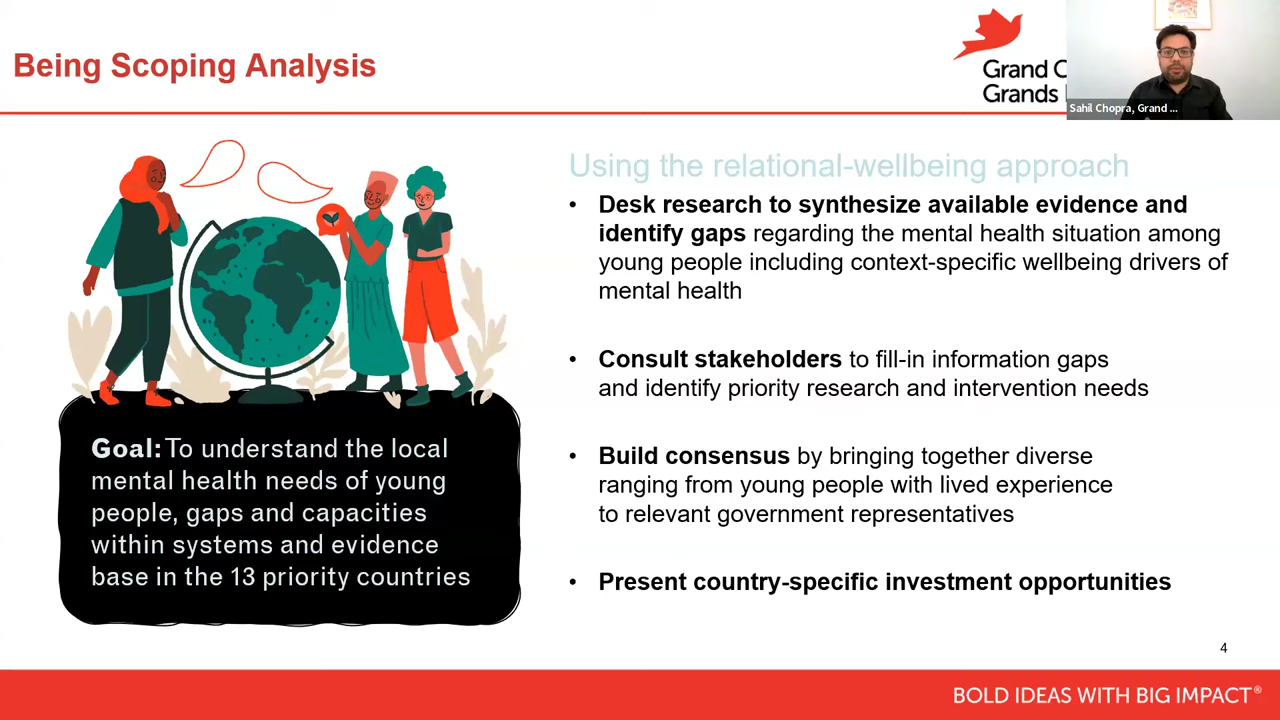 Being Scoping Analysis
Grand C
Grands
Sahil Chopra, Grand ...
Using the relational-wellbeing approach
• Desk research to synthesize available evidence and
identify gaps regarding the mental health situation among
young people including context-specific wellbeing drivers of
mental health
• Consult stakeholders to fill-in information gaps
and identify priority research and intervention needs
• Build consensus by bringing together diverse
ranging from young people with lived experience
to relevant government representatives
• Present country-specific investment opportunities
Goal: To understand the local
mental health needs of young
people, gaps and capacities
within systems and evidence
base in the 13 priority countries
4
BOLD IDEAS WITH BIG IMPACT®